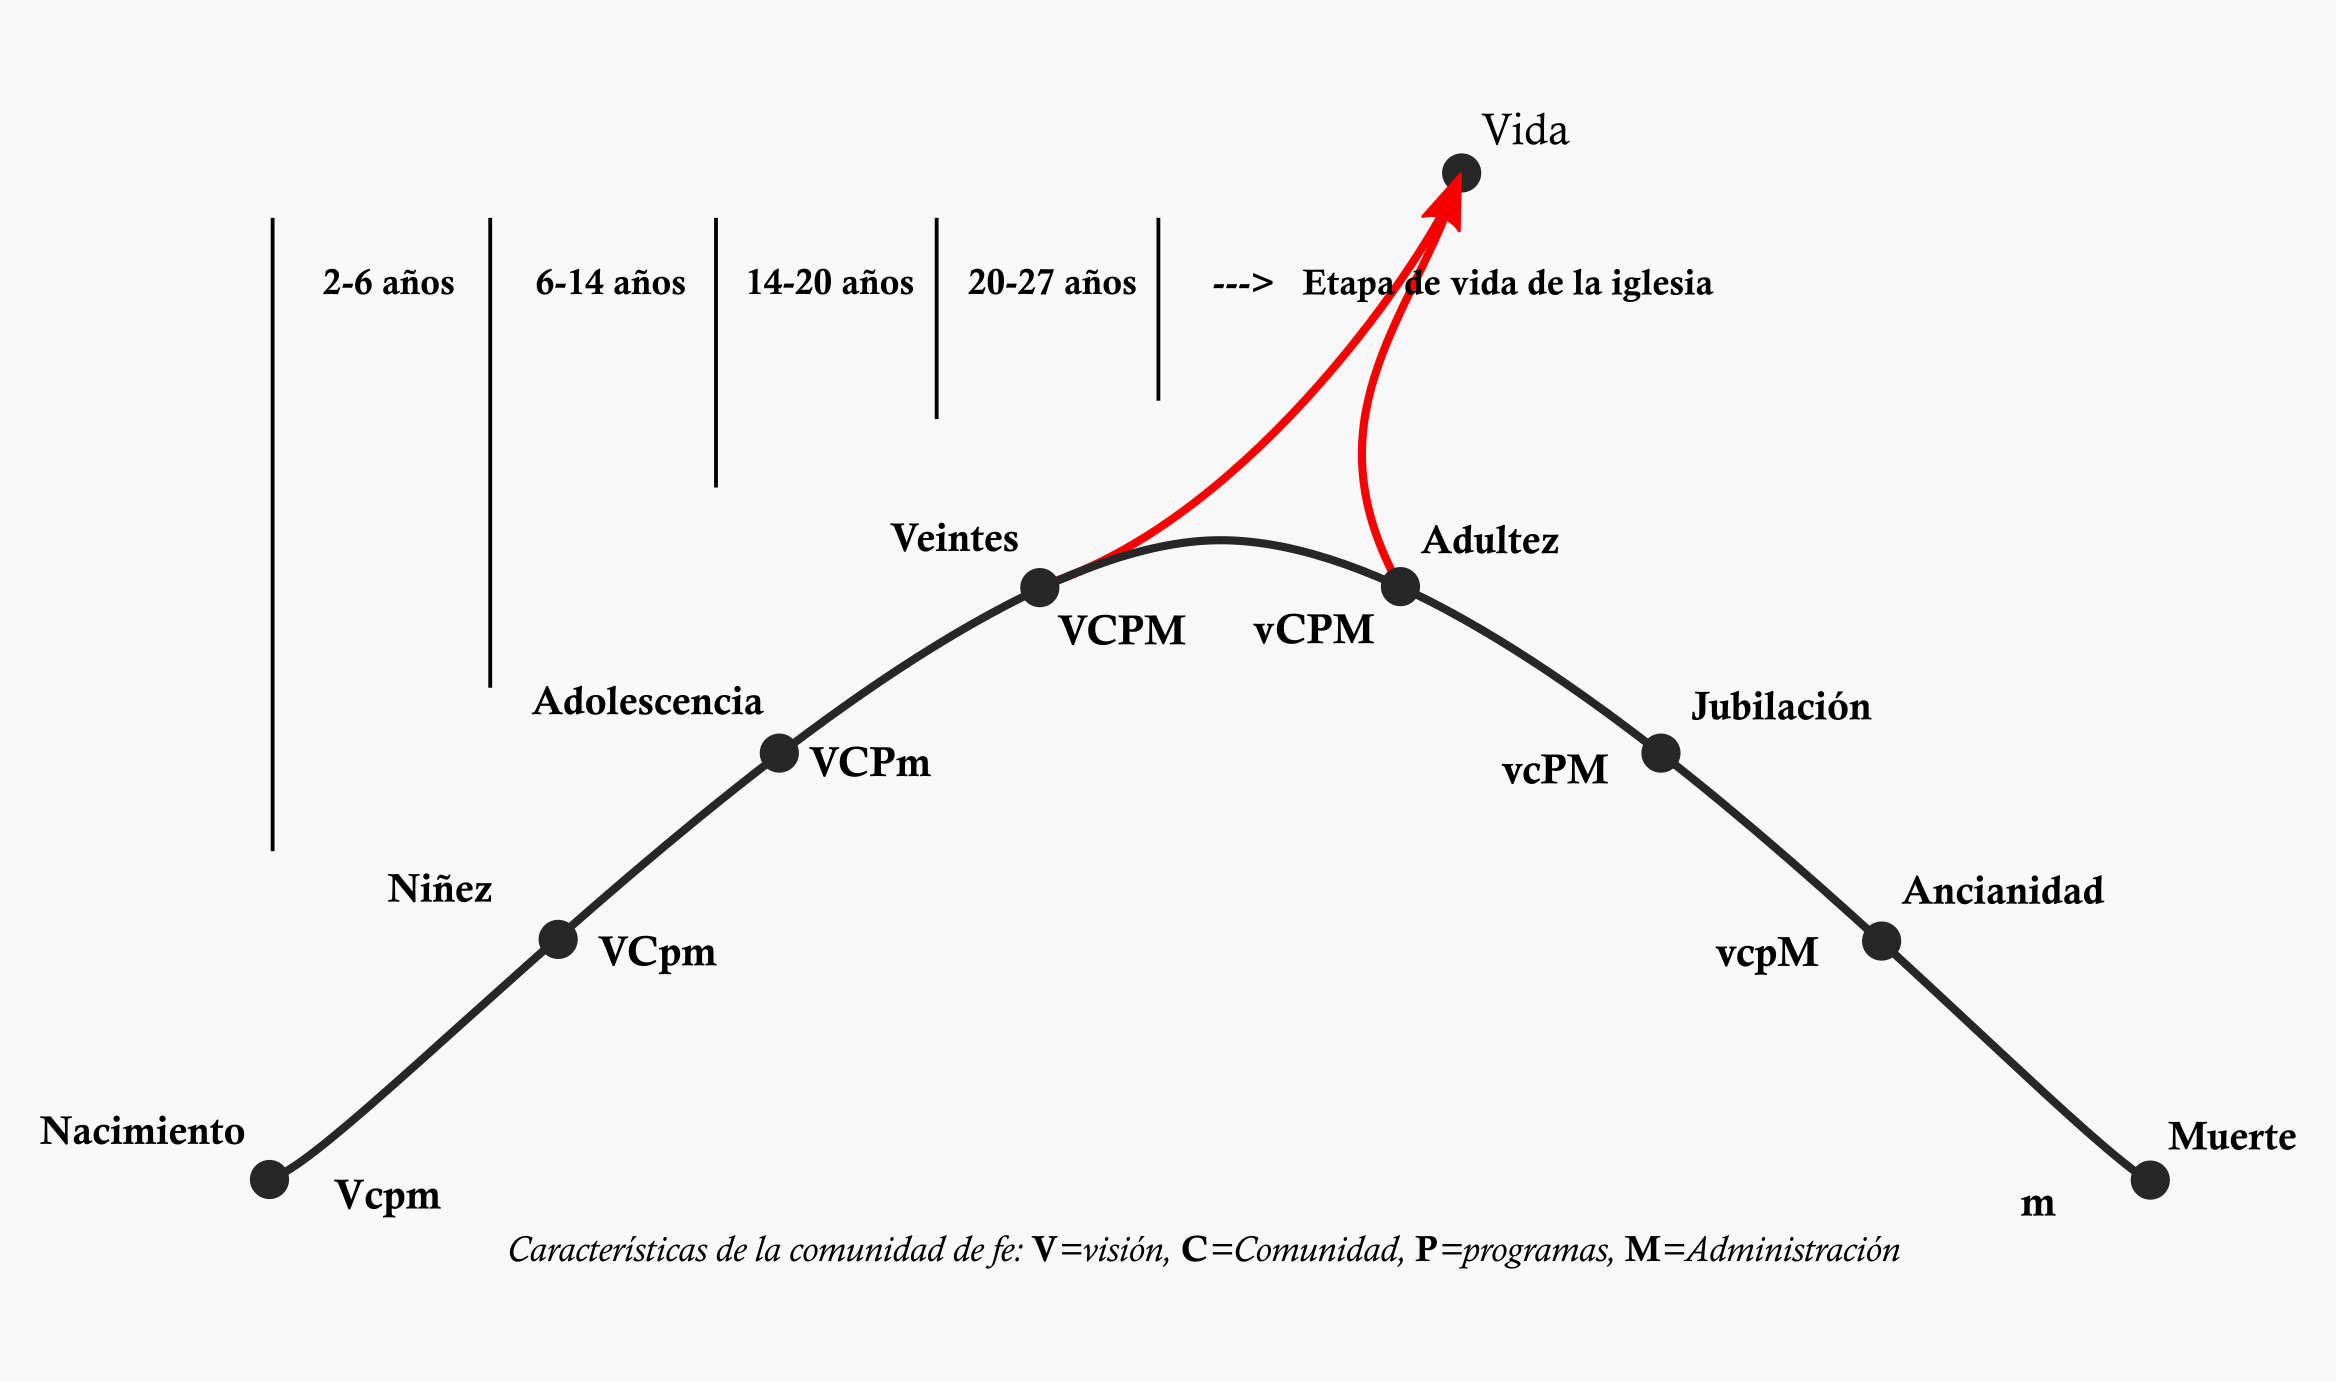 Vida
2-6 años
6-14 años
14-20 años
20-27 años
---> Etapa de vida de la iglesia
Veintes
Adultez
VCPM
vCPM
Adolescencia
Jubilación
VCPm
vcPM
Niñez
Ancianidad
VCpm
vcpM
Nacimiento
Muerte
Vcpm
m
Características de la comunidad de fe: V=visión, C=Comunidad, P=programas, M=Administración